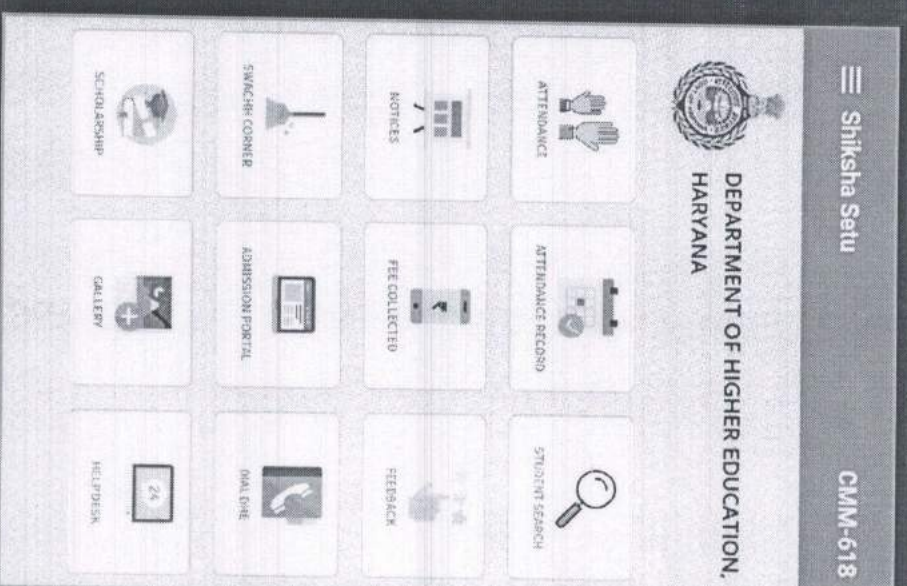 Shiksha Setu
CMM-618
DEPARTMENT OF HIGHER EDUCATION,
HARYANA
ATTENDANCE
ATTENDANCE RECORD
STUDENT SEARCH
NOTICES
FEE COLLECTED
FEEDBACK
SWACHH CORNER
ADMISSION PORTAL
DIAL DHE
SCHOLARSHIP
GALLERY
24
HELPDESK